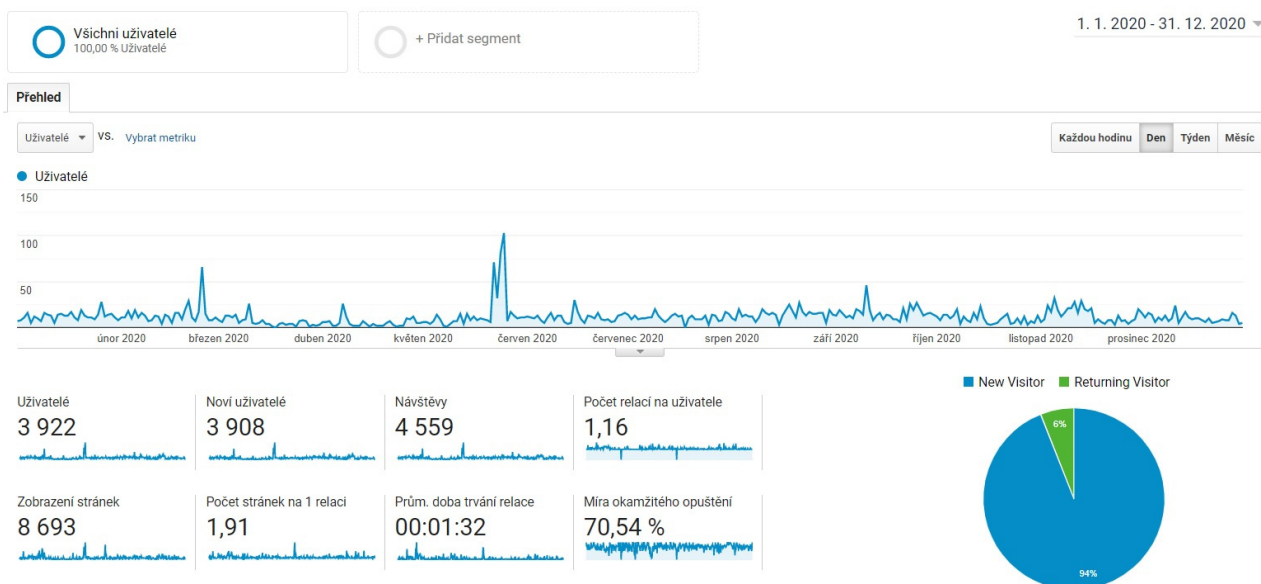 Všichni uživatelé
100,00 % Uživatelé
+ Přidat segment
1. 1. 2020 - 31. 12. 2020
Přehled
Uživatelé VS. Vybrat metriku
Každou hodinu Den Týden Měsíc
Uživatelé
150
100
50
únor 2020 březen 2020 duben 2020 květen 2020 červen 2020 červenec 2020 srpen 2020 září 2020 říjen 2020 listopad 2020 prosinec 2020
New Visitor Returning Visitor
Uživatelé Noví uživatelé Návštěvy Počet relací na uživatele
3 922 3 908 4 559 1,16
6%
Zobrazení stránek Počet stránek na 1 relaci Prům. doba trvání relace Míra okamžitého opuštění
8 693 1,91 00:01:32 70,54 %
94%